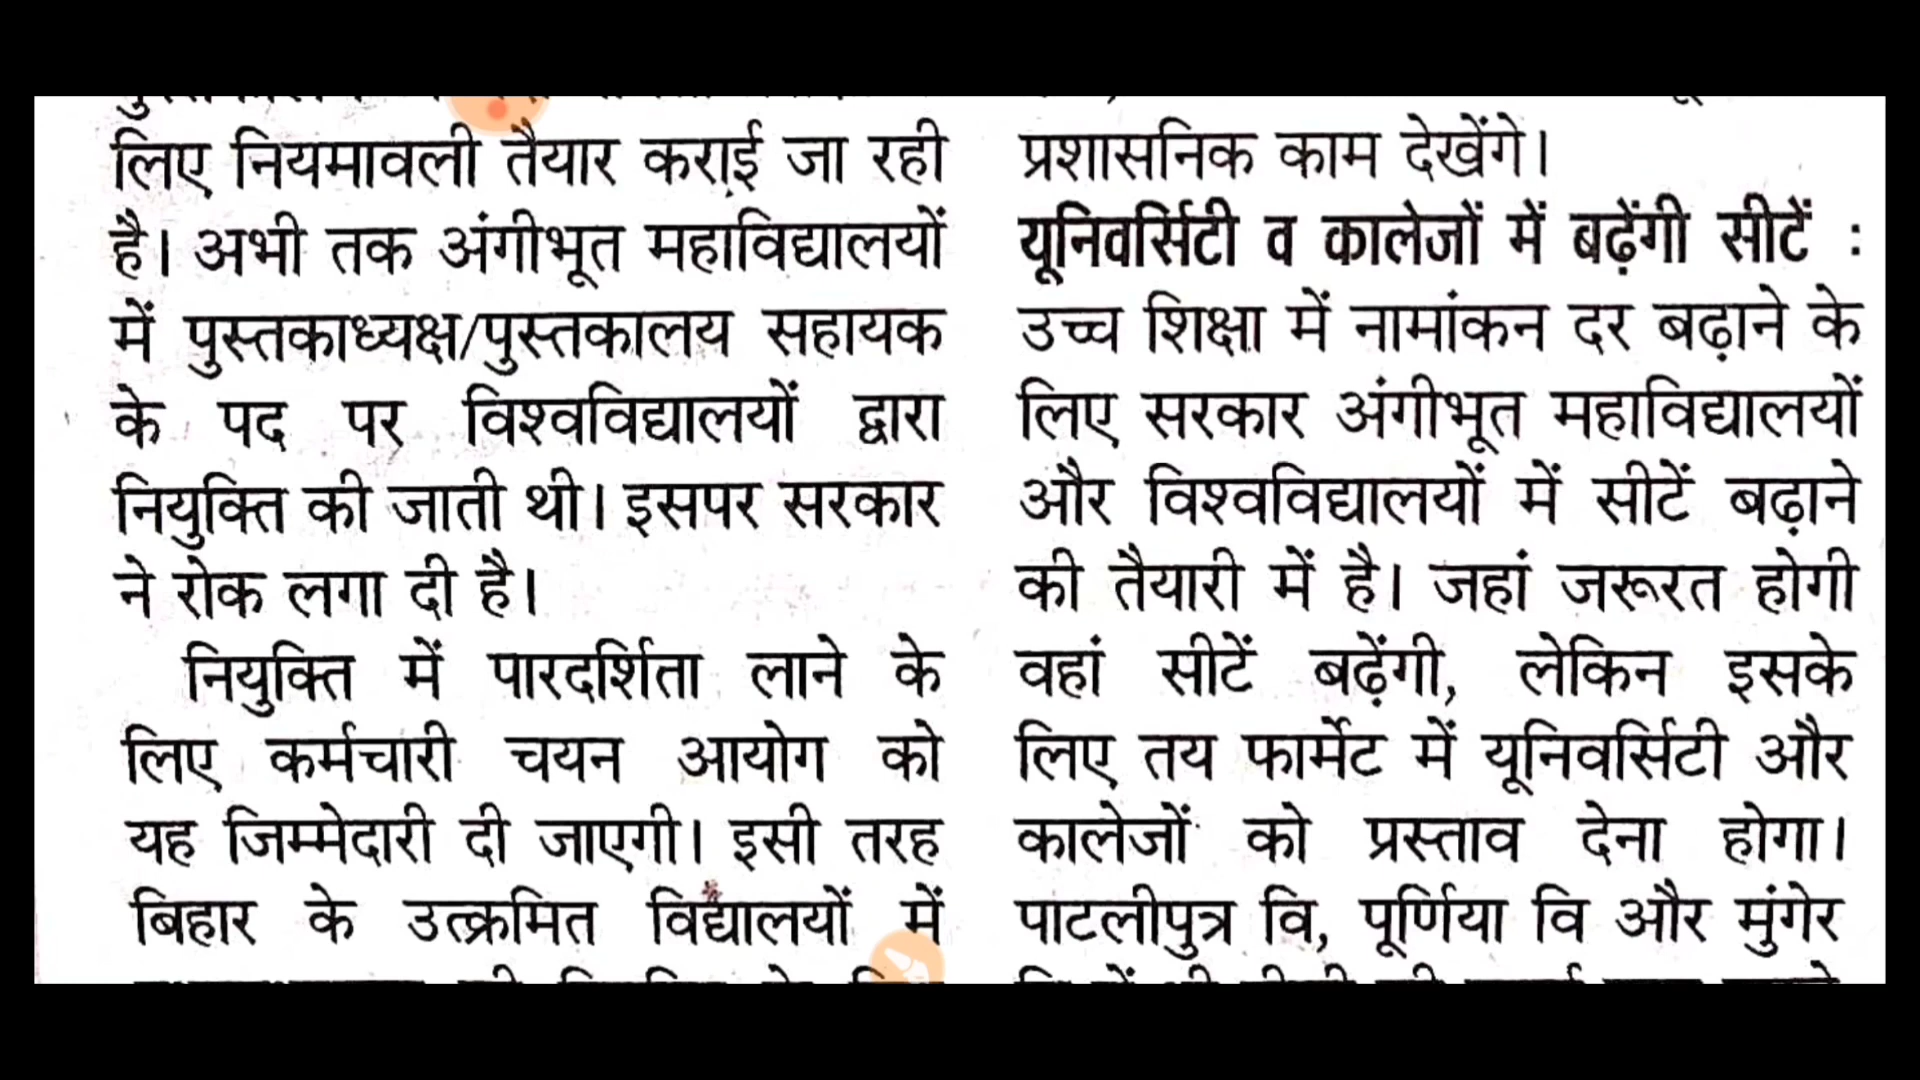 लिए नियमावली तैयार कराई जा रही
है। अभी तक अंगीभूत महाविद्यालयों
में पुस्तकाध्यक्ष/पुस्तकालय सहायक
के पद पर विश्वविद्यालयों द्वारा
नियुक्ति की जाती थी। इसपर सरकार
ने रोक लगा दी है।
नियुक्ति में पारदर्शिता लाने के
लिए कर्मचारी चयन आयोग को
यह जिम्मेदारी दी जाएगी। इसी तरह
बिहार के उत्क्रमित विद्यालयों में
प्रशासनिक काम देखेंगे।
यूनिवर्सिटी व कालेजों में बढ़ेंगी सीटें :
उच्च शिक्षा में नामांकन दर बढ़ाने के
लिए सरकार अंगीभूत महाविद्यालयों
और विश्वविद्यालयों में सीटें बढ़ाने
की तैयारी में है। जहां जरूरत होगी
वहां सीटें बढ़ेंगी, लेकिन इसके
लिए तय फार्मेट में यूनिवर्सिटी और
कालेजों को प्रस्ताव देना होगा।
पाटलीपुत्र वि, पूर्णिया वि और मुंगेर